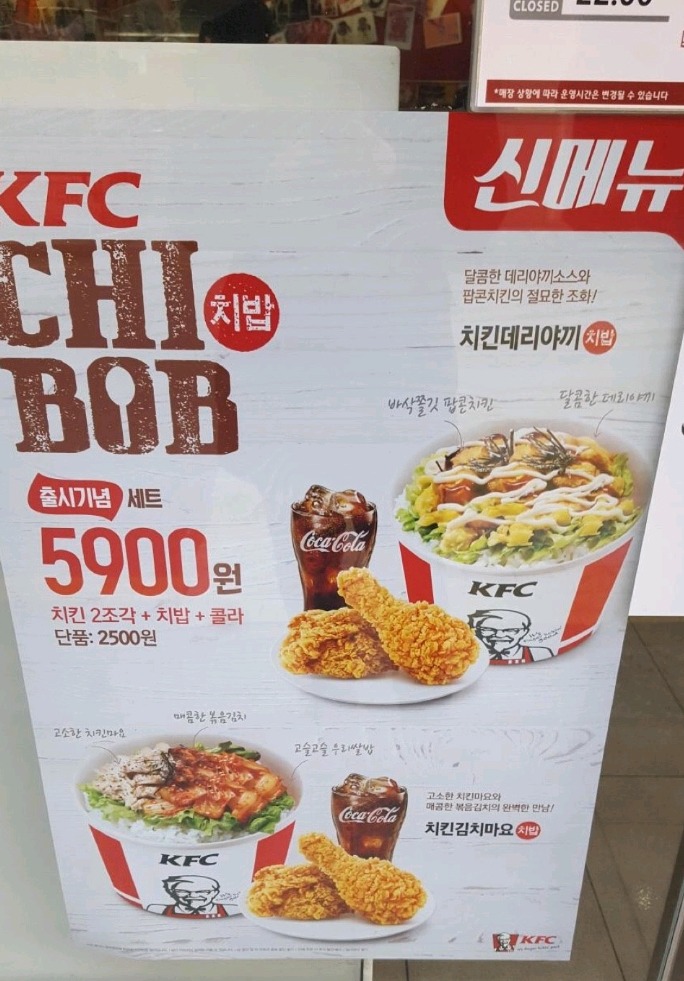 CLOSED
*매장 상황에 따라 운영시간은 변경될 수 있습니다
신메뉴
KFC
CHI
치밥
BOB
달콤한 데리야끼소스와
팝콘치킨의 절묘한 조화!
치킨데리야끼 치밥
바삭쫄깃 팝콘치킨
달콤한 데리야끼
출시기념 세트
5900원
치킨 2조각 + 치밥 + 콜라
단품: 2500원
Coca-Cola
KFC
고소한 치킨마요
매콤한 볶음김치
고슬고슬 우리쌀밥
KFC
Coca-Cola
고소한 치킨마요와
매콤한 볶음김치의 완벽한 만남!
치킨김치마요 치밥
KFC